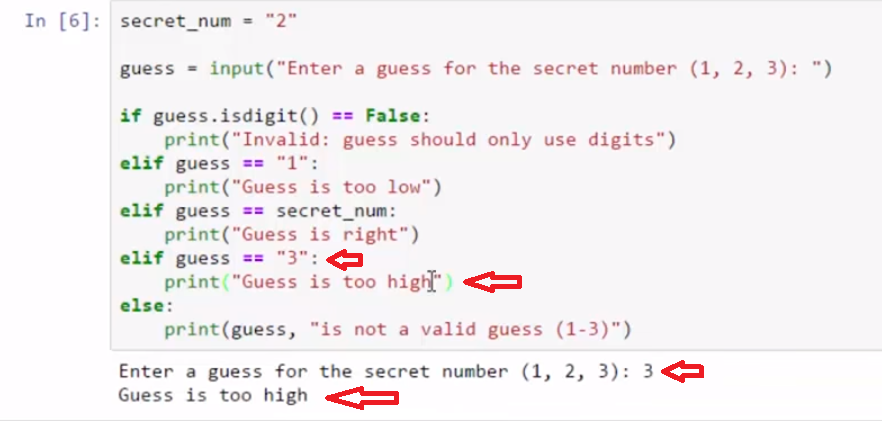 In [6]: secret_num = "2"
guess = input("Enter a guess for the secret number (1, 2, 3): ")
if guess.isdigit() == False:
    print("Invalid: guess should only use digits")
elif guess == "1":
    print("Guess is too low")
elif guess == secret_num:
    print("Guess is right")
elif guess == "3":
    print("Guess is too high")
else:
    print(guess, "is not a valid guess (1-3)")
Enter a guess for the secret number (1, 2, 3): 3
Guess is too high